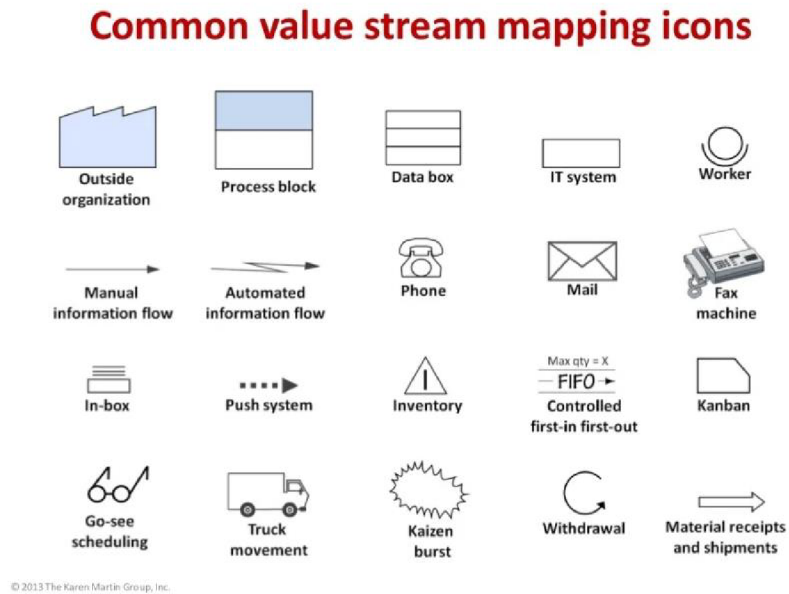 Common value stream mapping icons
Outside
organization
Process block
Data box
IT system
Worker
Manual
information flow
Automated
information flow
Phone
Mail
Fax
machine
In-box
Push system
I
Inventory
Max qty = X
FIFO
Controlled
first-in first-out
Kanban
Go-see
scheduling
Truck
movement
Kaizen
burst
Withdrawal
Material receipts
and shipments
© 2013 The Karen Martin Group, Inc.